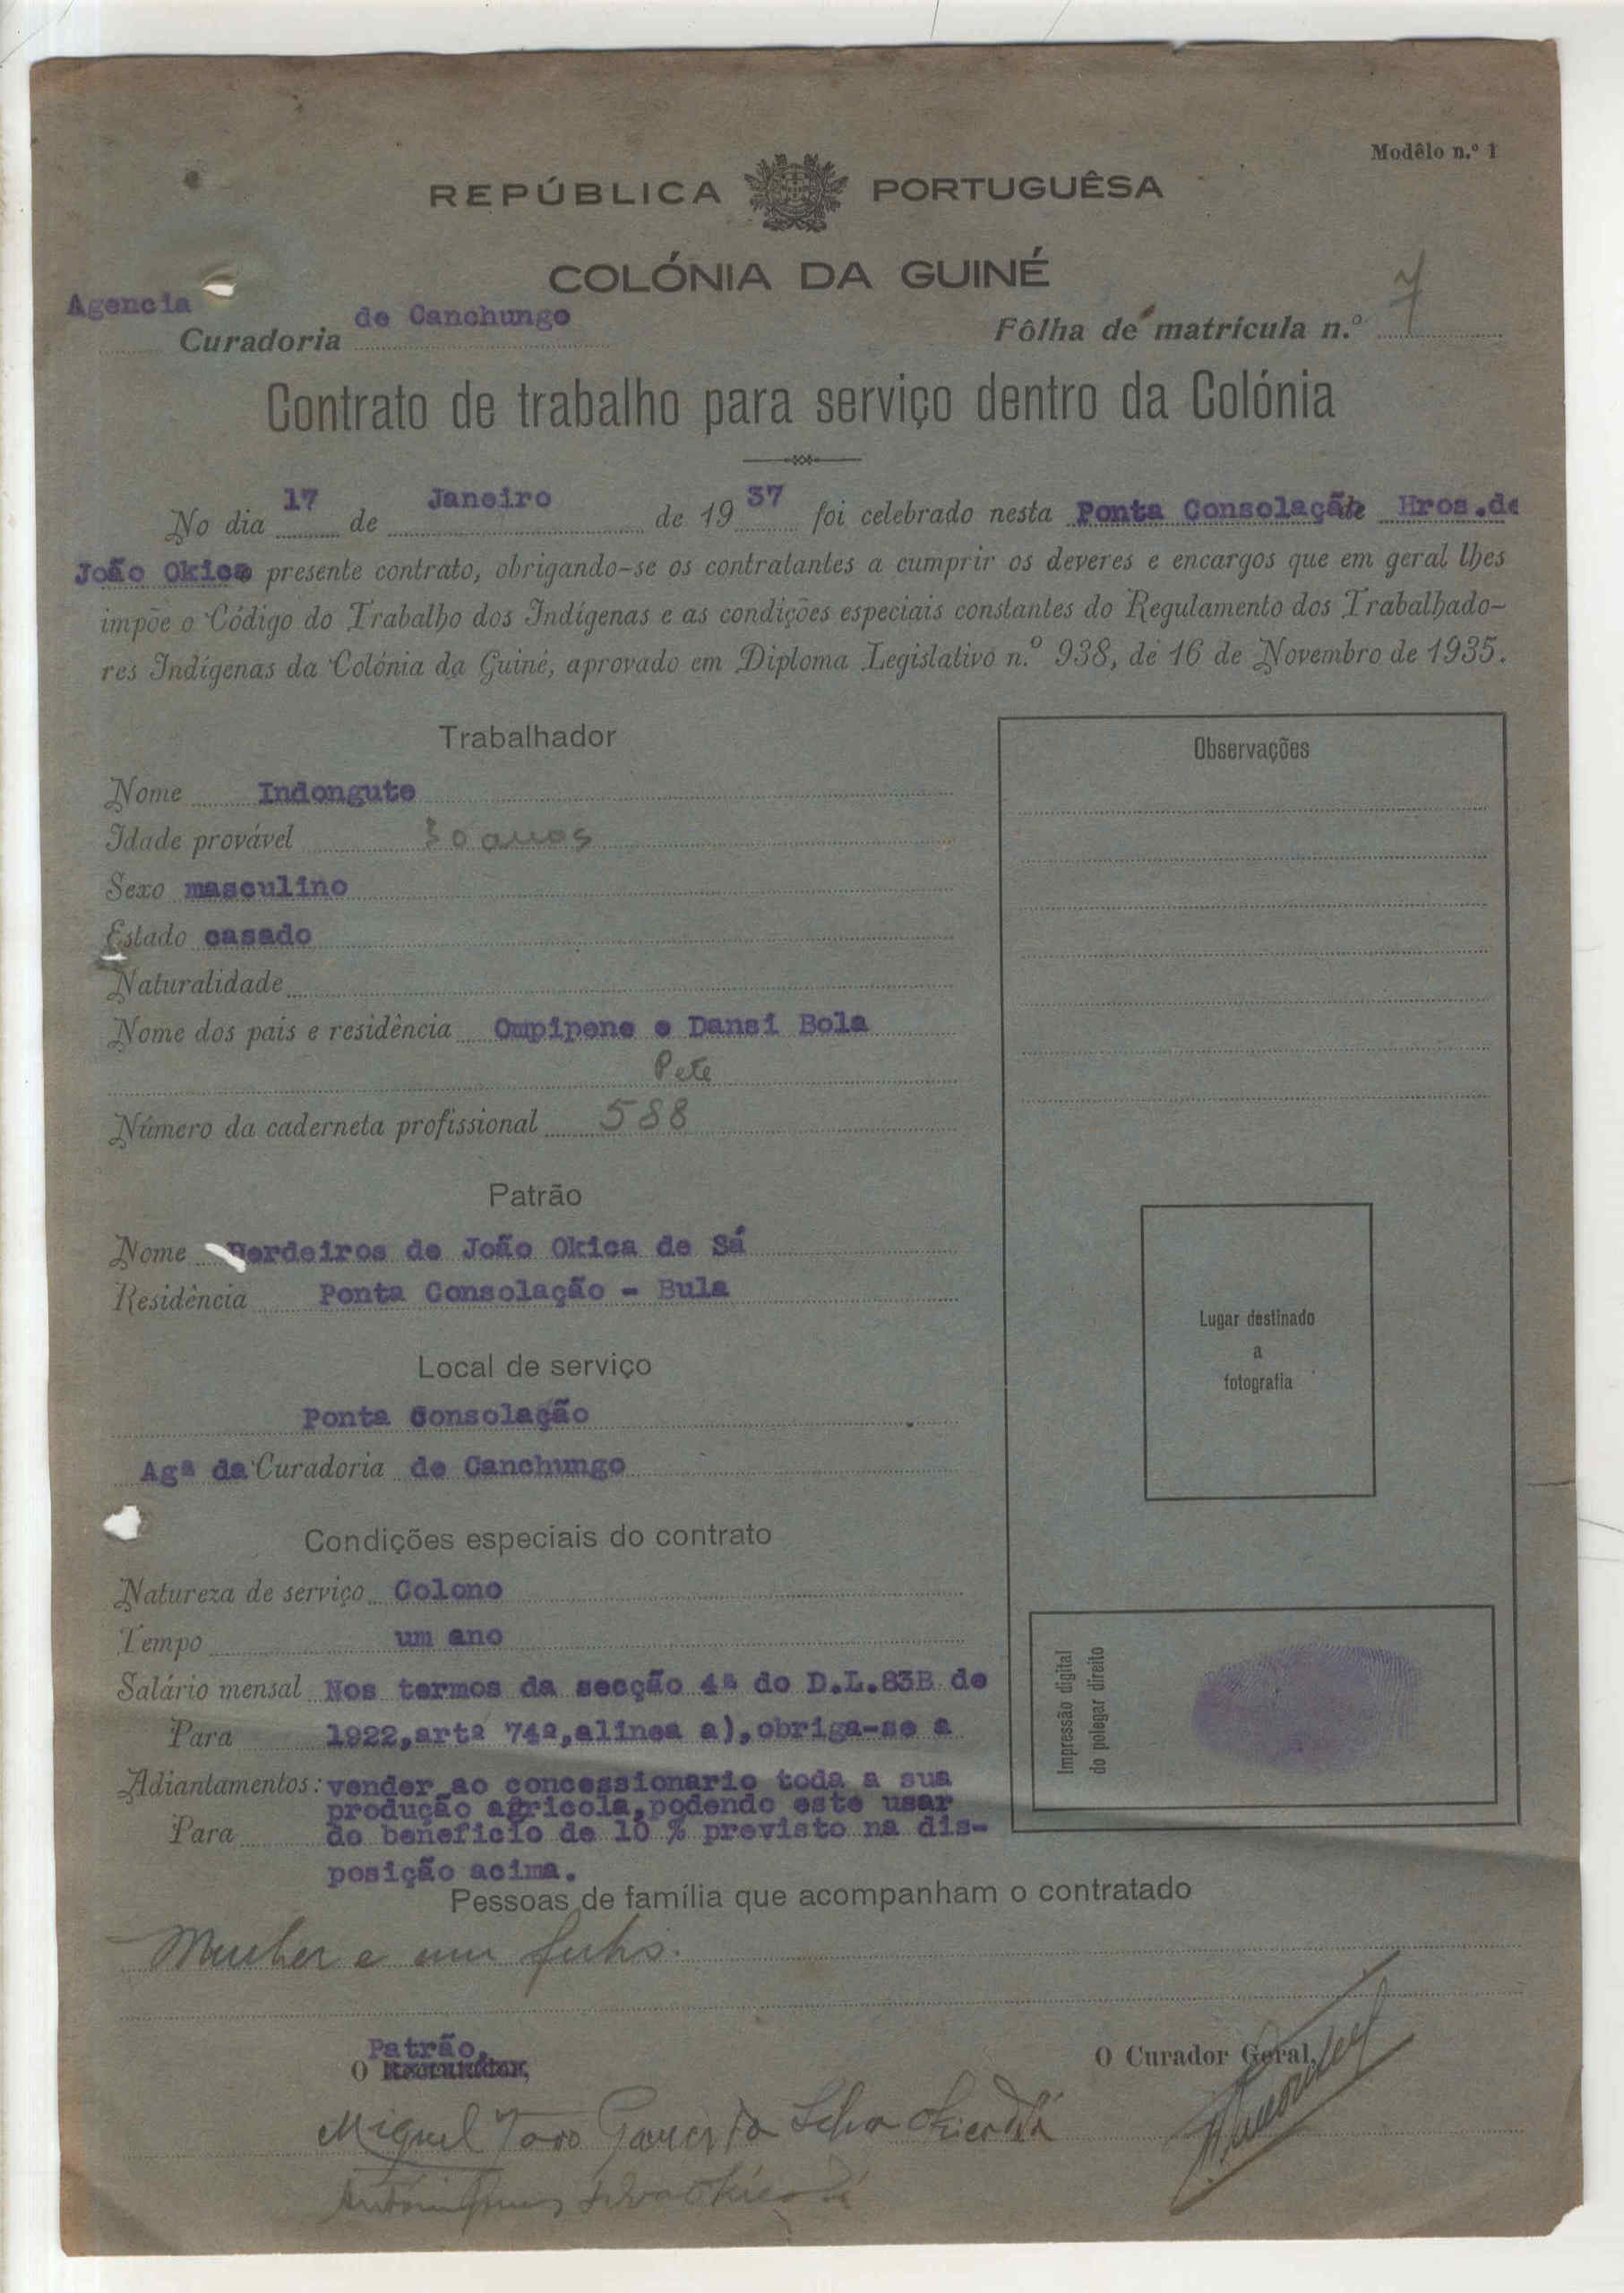 Modêlo n.º 1
REPÚBLICA PORTUGUÊSA
COLÓNIA DA GUINÉ
Agencia
Curadoria de Canchungo
Fôlha de matrícula n.º 7
Contrato de trabalho para serviço dentro da Colónia
No dia 17 de Janeiro de 1937 foi celebrado nesta Ponta Consolação de Hros.de
João Okica presente contrato, obrigando-se os contratantes a cumprir os deveres e encargos que em geral lhes
impõe o Código do Trabalho dos Indígenas e as condições especiais constantes do Regulamento dos Trabalhado-
res Indígenas da Colónia da Guiné, aprovado em Diploma Legislativo n.º 938, de 16 de Novembro de 1935.
Trabalhador
Nome Indongute
Idade provável 30 anos
Sexo masculino
Estado casado
Naturalidade
Nome dos pais e residência Ompipene e Dansi Bola
Pete
Número da caderneta profissional 588
Patrão
Nome Herdeiros de João Okica de Sá
Residência Ponta Consolação - Bula
Local de serviço
Ponta Consolação
Agª da Curadoria de Canchungo
Condições especiais do contrato
Natureza de serviço Colono
Tempo um ano
Salário mensal Nos termos da secção 4ª do D.L.83B de
Para 1922,artº 74º,alinea a),obriga-se a
Adiantamentos: vender ao concessionario toda a sua
produção agricola,podendo este usar
Para do beneficio de 10 % previsto na dis-
posição acima.
Observações
Lugar destinado
a
fotografia
Impressão digital
do polegar direito
Pessoas de família que acompanham o contratado
Mulher e um filho.
Patrão,
O
O Curador Geral,
Miguel